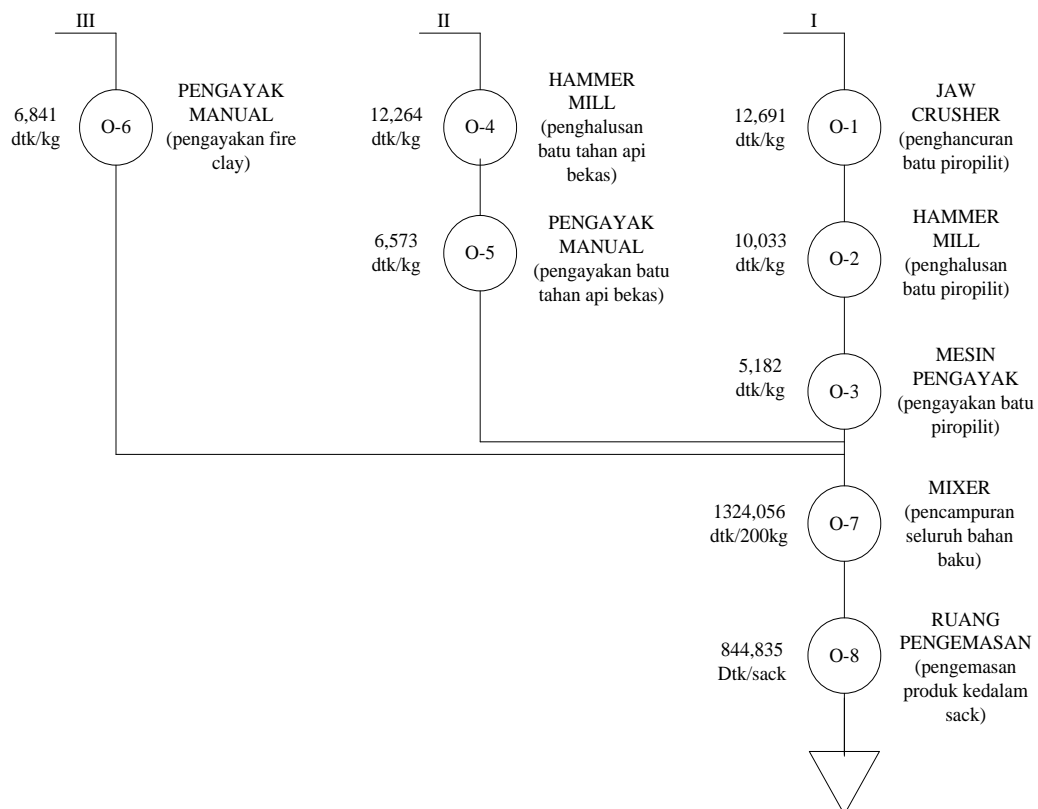 III
6,841
dtk/kg
O-6
PENGAYAK
MANUAL
(pengayakan fire
clay)
II
12,264
dtk/kg
O-4
HAMMER
MILL
(penghalusan
batu tahan api
bekas)
6,573
dtk/kg
O-5
PENGAYAK
MANUAL
(pengayakan batu
tahan api bekas)
I
12,691
dtk/kg
O-1
JAW
CRUSHER
(penghancuran
batu piropilit)
10,033
dtk/kg
O-2
HAMMER
MILL
(penghalusan
batu piropilit)
5,182
dtk/kg
O-3
MESIN
PENGAYAK
(pengayakan batu
piropilit)
1324,056
dtk/200kg
O-7
MIXER
(pencampuran
seluruh bahan
baku)
844,835
Dtk/sack
O-8
RUANG
PENGEMASAN
(pengemasan
produk kedalam
sack)